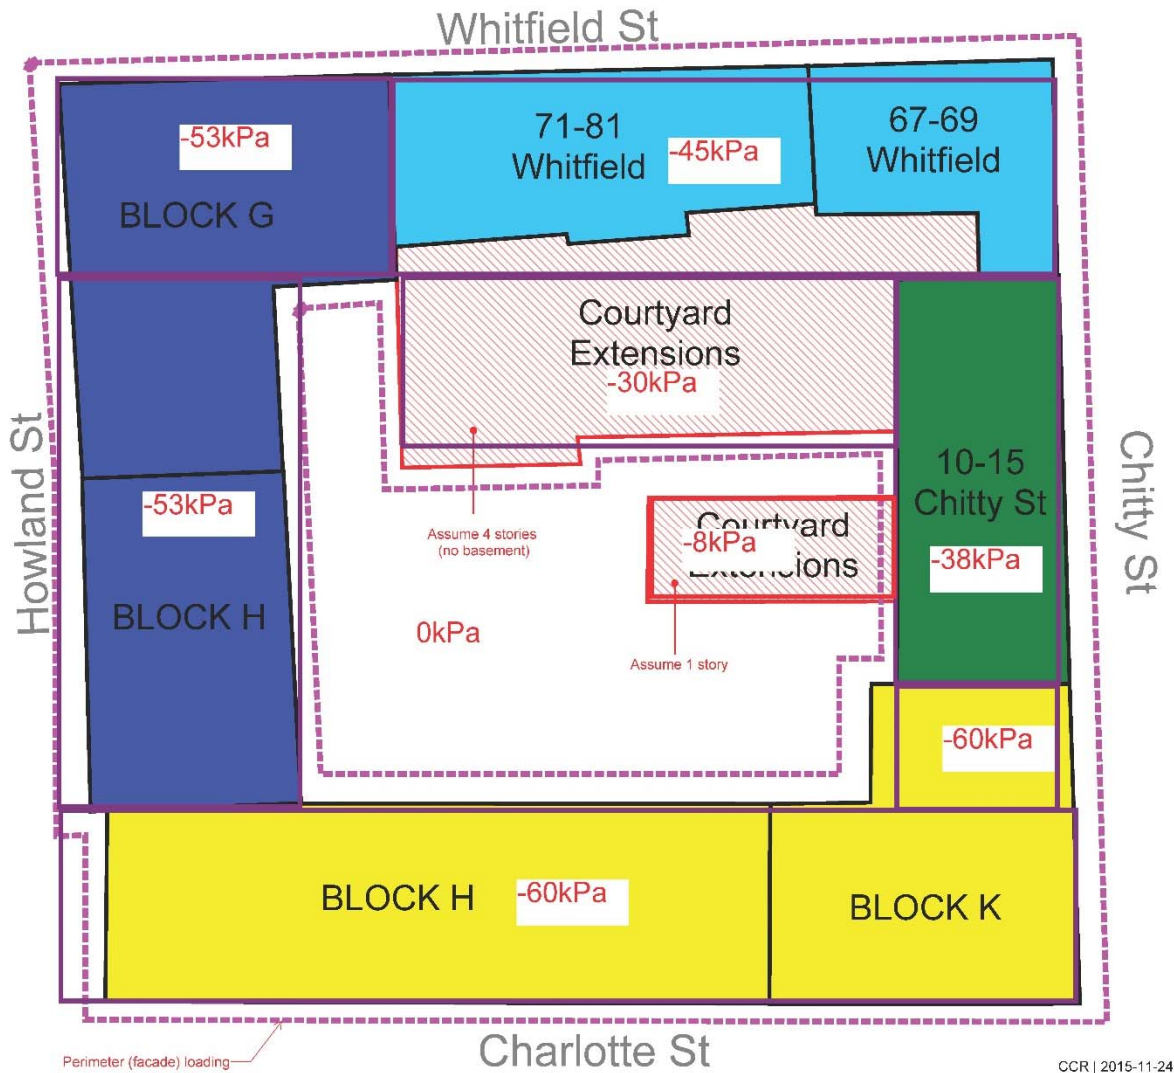 Whitfield St
-53kPa
BLOCK G
71-81
Whitfield
-45kPa
67-69
Whitfield
Courtyard
Extensions
-30kPa
Howland St
Chitty St
-53kPa
BLOCK H
Assume 4 stories
(no basement)
Courtyard
-8kPa
Extensions
10-15
Chitty St
-38kPa
0kPa
Assume 1 story
-60kPa
BLOCK H
-60kPa
BLOCK K
Perimeter (facade) loading
Charlotte St
CCR | 2015-11-24